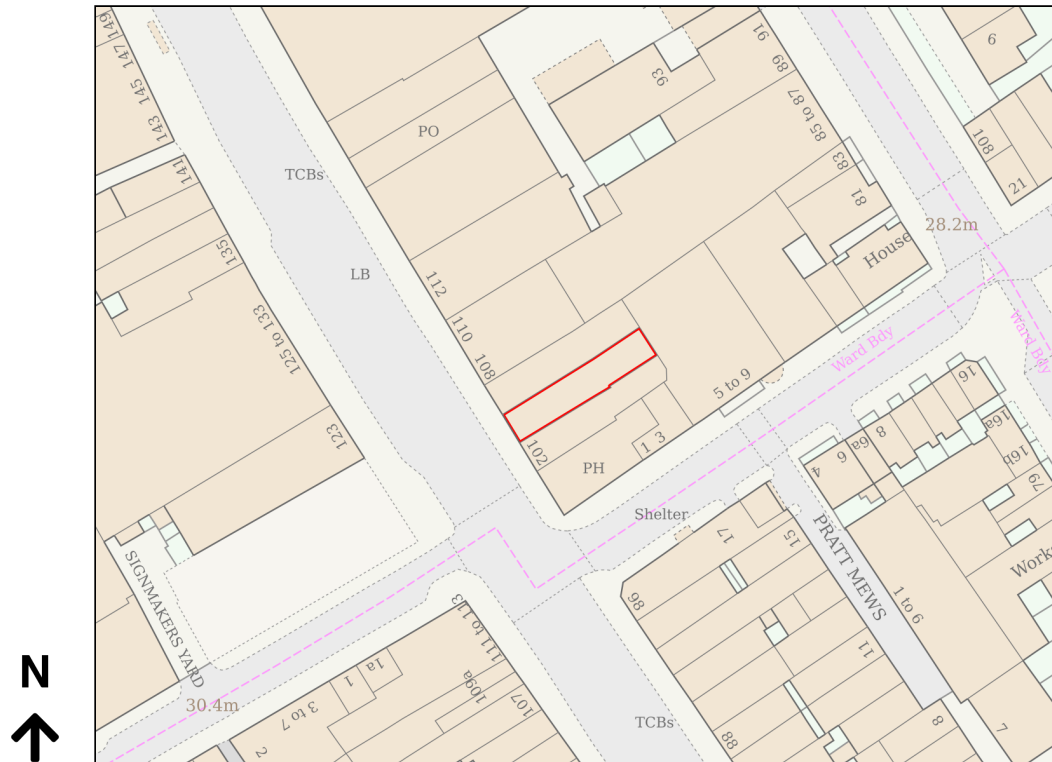 149
147
145
143
141
135
125 to 133
123
TCBs
LB
PO
93
91
89
85 to 87
83
81
9
108
21
28.2m
House
112
110
108
102
PH
1
3
5 to 9
Ward Bdy
Ward Bdy
Shelter
4
6
6a
8
16
16a
16b
79
Work
PRATT MEWS
1 to 9
17
15
11
86
88
8
7
TCBs
SIGNMAKERS YARD
30.4m
111 to 113
109a
107
1a
1
3 to 7
2
N